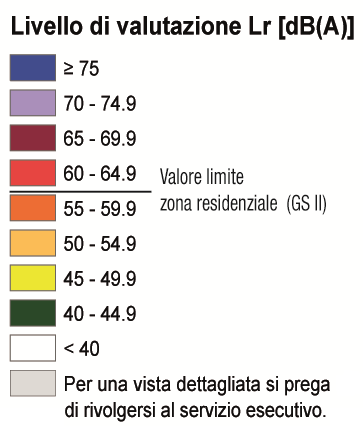 Livello di valutazione Lr [dB(A)]
≥ 75
70 - 74.9
65 - 69.9
60 - 64.9
Valore limite
zona residenziale (GS II)
55 - 59.9
50 - 54.9
45 - 49.9
40 - 44.9
< 40
Per una vista dettagliata si prega
di rivolgersi al servizio esecutivo.